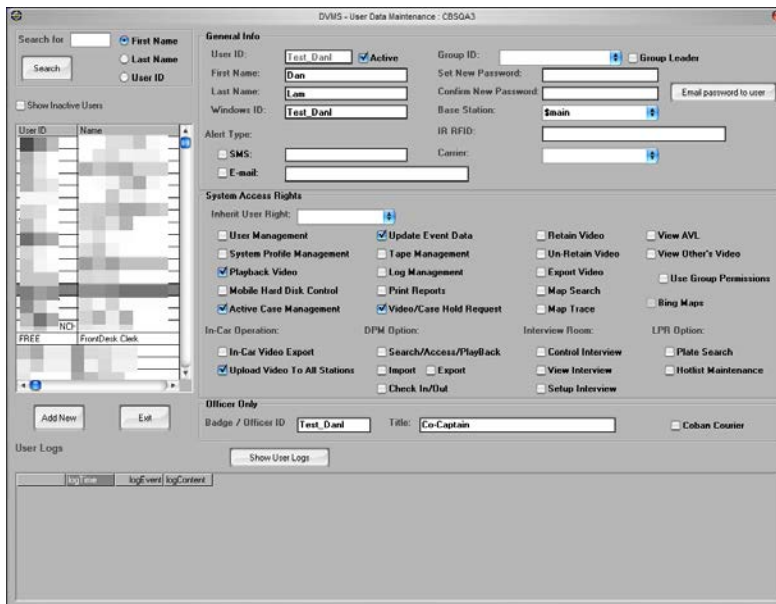 DVMS - User Data Maintenance : CBSQA3
Search for
First Name
Last Name
User ID
Search
Show Inactive Users
User ID Name
NCH
FREE FrontDesk Clerk
Add New Exit
General Info
User ID: Test_Danl Active Group ID: Group Leader
First Name: Dan Set New Password:
Last Name: Lam Confirm New Password: Email password to user
Windows ID: Test_Danl Base Station: $main
Alert Type: IR RFID:
SMS: Carrier:
E-mail:
System Access Rights
Inherit User Right:
User Management Update Event Data Retain Video View AVL
System Profile Management Tape Management Un-Retain Video View Other's Video
Playback Video Log Management Export Video Use Group Permissions
Mobile Hard Disk Control Print Reports Map Search
Active Case Management Video/Case Hold Request Map Trace Bing Maps
In-Car Operation: DPM Option: Interview Room: LPR Option:
In-Car Video Export Search/Access/PlayBack Control Interview Plate Search
Upload Video To All Stations Import Export View Interview Hotlist Maintenance
Check In/Out Setup Interview
Officer Only
Badge / Officer ID Test_Danl Title: Co-Captain Coban Courier
User Logs
Show User Logs
logTime logEvent logContent